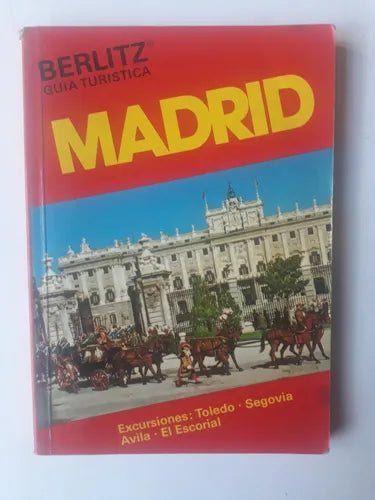 BERLITZ
GUIA TURISTICA
MADRID
Excursiones: Toledo · Segovia
Avila · El Escorial